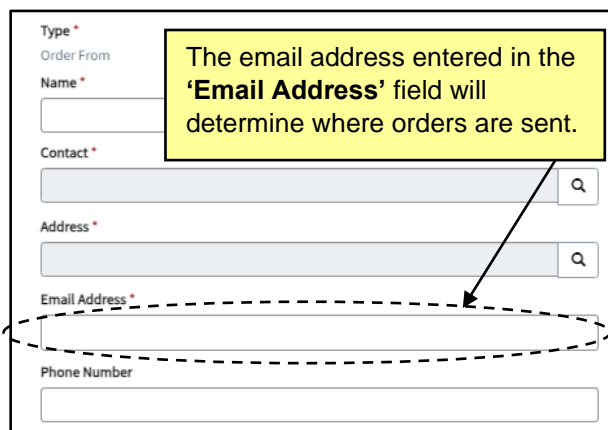 Type *
Order From
Name *
The email address entered in the
‘Email Address’ field will
determine where orders are sent.
Contact *
Address *
Email Address *
Phone Number